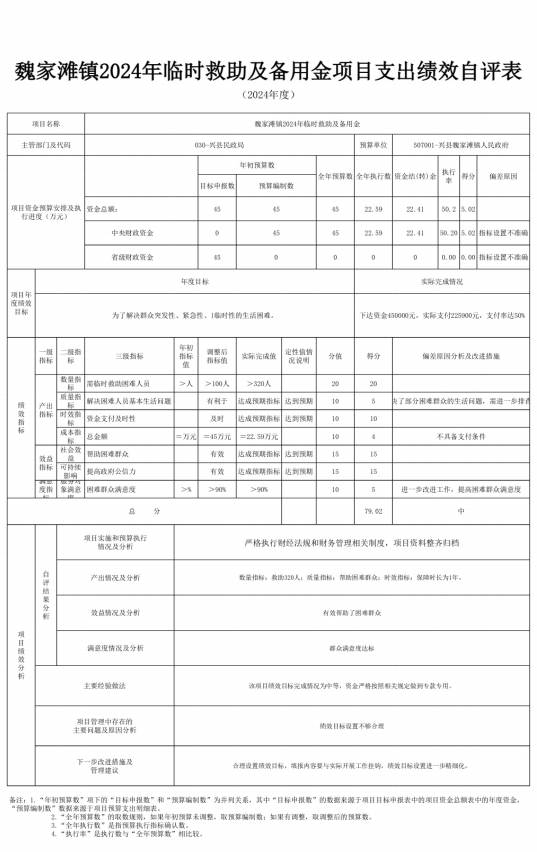 魏家滩镇2024年临时救助及备用金项目支出绩效自评表
（2024年度）
项目名称 魏家滩镇2024年临时救助及备用金
主管部门及代码 030-兴县民政局 预算单位 507001-兴县魏家滩镇人民政府
项目资金预算安排及执行进度（万元） 年初预算数 全年预算数 全年执行数 资金结(转)余 执行率 得分 偏差原因
目标申报数 预算编制数
资金总额: 45 45 45 22.59 22.41 50.2 5.02
中央财政资金 0 45 45 22.59 22.41 50.20 5.02 指标设置不准确
省级财政资金 45 0 0 0 0 0.00 0.00 指标设置不准确
项目年度绩效目标 年度目标 实际完成情况
为了解决群众突发性、紧急性、1临时性的生活困难。 下达资金450000元，实际支付225900元，支付率达50%
绩效指标 一级指标 二级指标 三级指标 年初指标值 调整后指标值 实际完成值 定性值情况说明 分值 得分 偏差原因分析及改进措施
产出指标 数量指标 需临时救助困难人员 ＞人 ＞100人 ＞320人 20 20
质量指标 解决困难人员基本生活问题 有利于 达成预期指标 达到预期 10 5 决了部分困难群众的生活问题，需进一步排查
时效指标 资金支付及时性 及时 达成预期指标 达到预期 10 10
成本指标 总金额 ＝万元 ＝45万元 ＝22.59万元 10 4 不具备支付条件
效益指标 社会效益 帮助困难群众 有效 达成预期指标 达到预期 15 15
可持续影响 提高政府公信力 有效 达成预期指标 达到预期 15 15
满意度指标 服务对象满意度 困难群众满意度 ＞% ＞90% ＞90% 10 5 进一步改进工作，提高困难群众满意度
总 分 79.02 中
项目绩效分析 自评结果分析 项目实施和预算执行情况及分析 严格执行财经法规和财务管理相关制度，项目资料整齐归档
产出情况及分析 数量指标：救助320人；质量指标：帮助困难群众；时效指标：保障时长为1年。
效益情况及分析 有效帮助了困难群众
满意度情况及分析 群众满意度达标
主要经验做法 该项目绩效目标完成情况为中等，资金严格按照相关规定做到专款专用。
项目管理中存在的主要问题及原因分析 绩效目标设置不够合理
下一步改进措施及管理建议 合理设置绩效目标，填报内容要与实际开展工作挂钩，绩效目标设置进一步精细化。
备注：1.“年初预算数”项下的“目标申报数”和“预算编制数”为并列关系，其中“目标申报数”的数据来源于项目目标申报表中的项目资金总额表中的年度资金，
“预算编制数”数据来源于项目预算支出明细表。
2.“全年预算数”的取数规则，如果年初预算未调整，取预算编制数；如果有调整，取调整后的预算数。
3.“全年执行数”是指预算执行指标确认数。
4.“执行率”是执行数与“全年预算数”相比较。